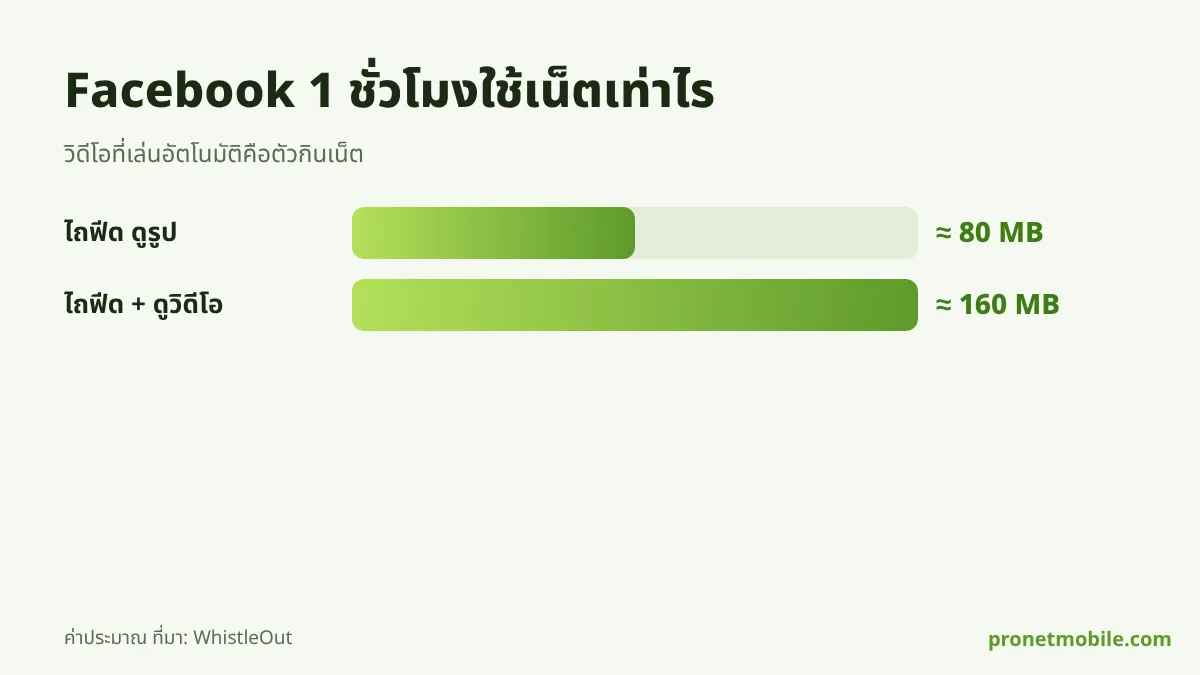 Facebook 1 ชั่วโมงใช้เน็ตเท่าไร
วิดีโอที่เล่นอัตโนมัติคือตัวกินเน็ต
ไถฟีด ดูรูป ≈ 80 MB
ไถฟีด + ดูวิดีโอ ≈ 160 MB
ค่าประมาณ ที่มา: WhistleOut
pronetmobile.com